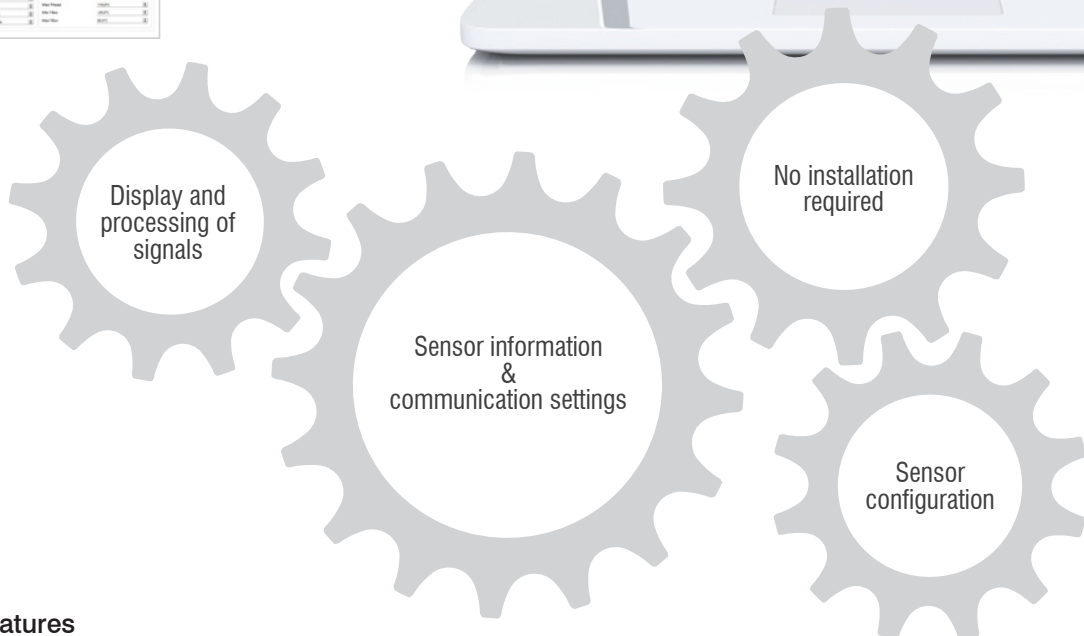 Display and
processing of
signals
No installation
required
Sensor information
&
communication settings
Sensor
configuration
atures